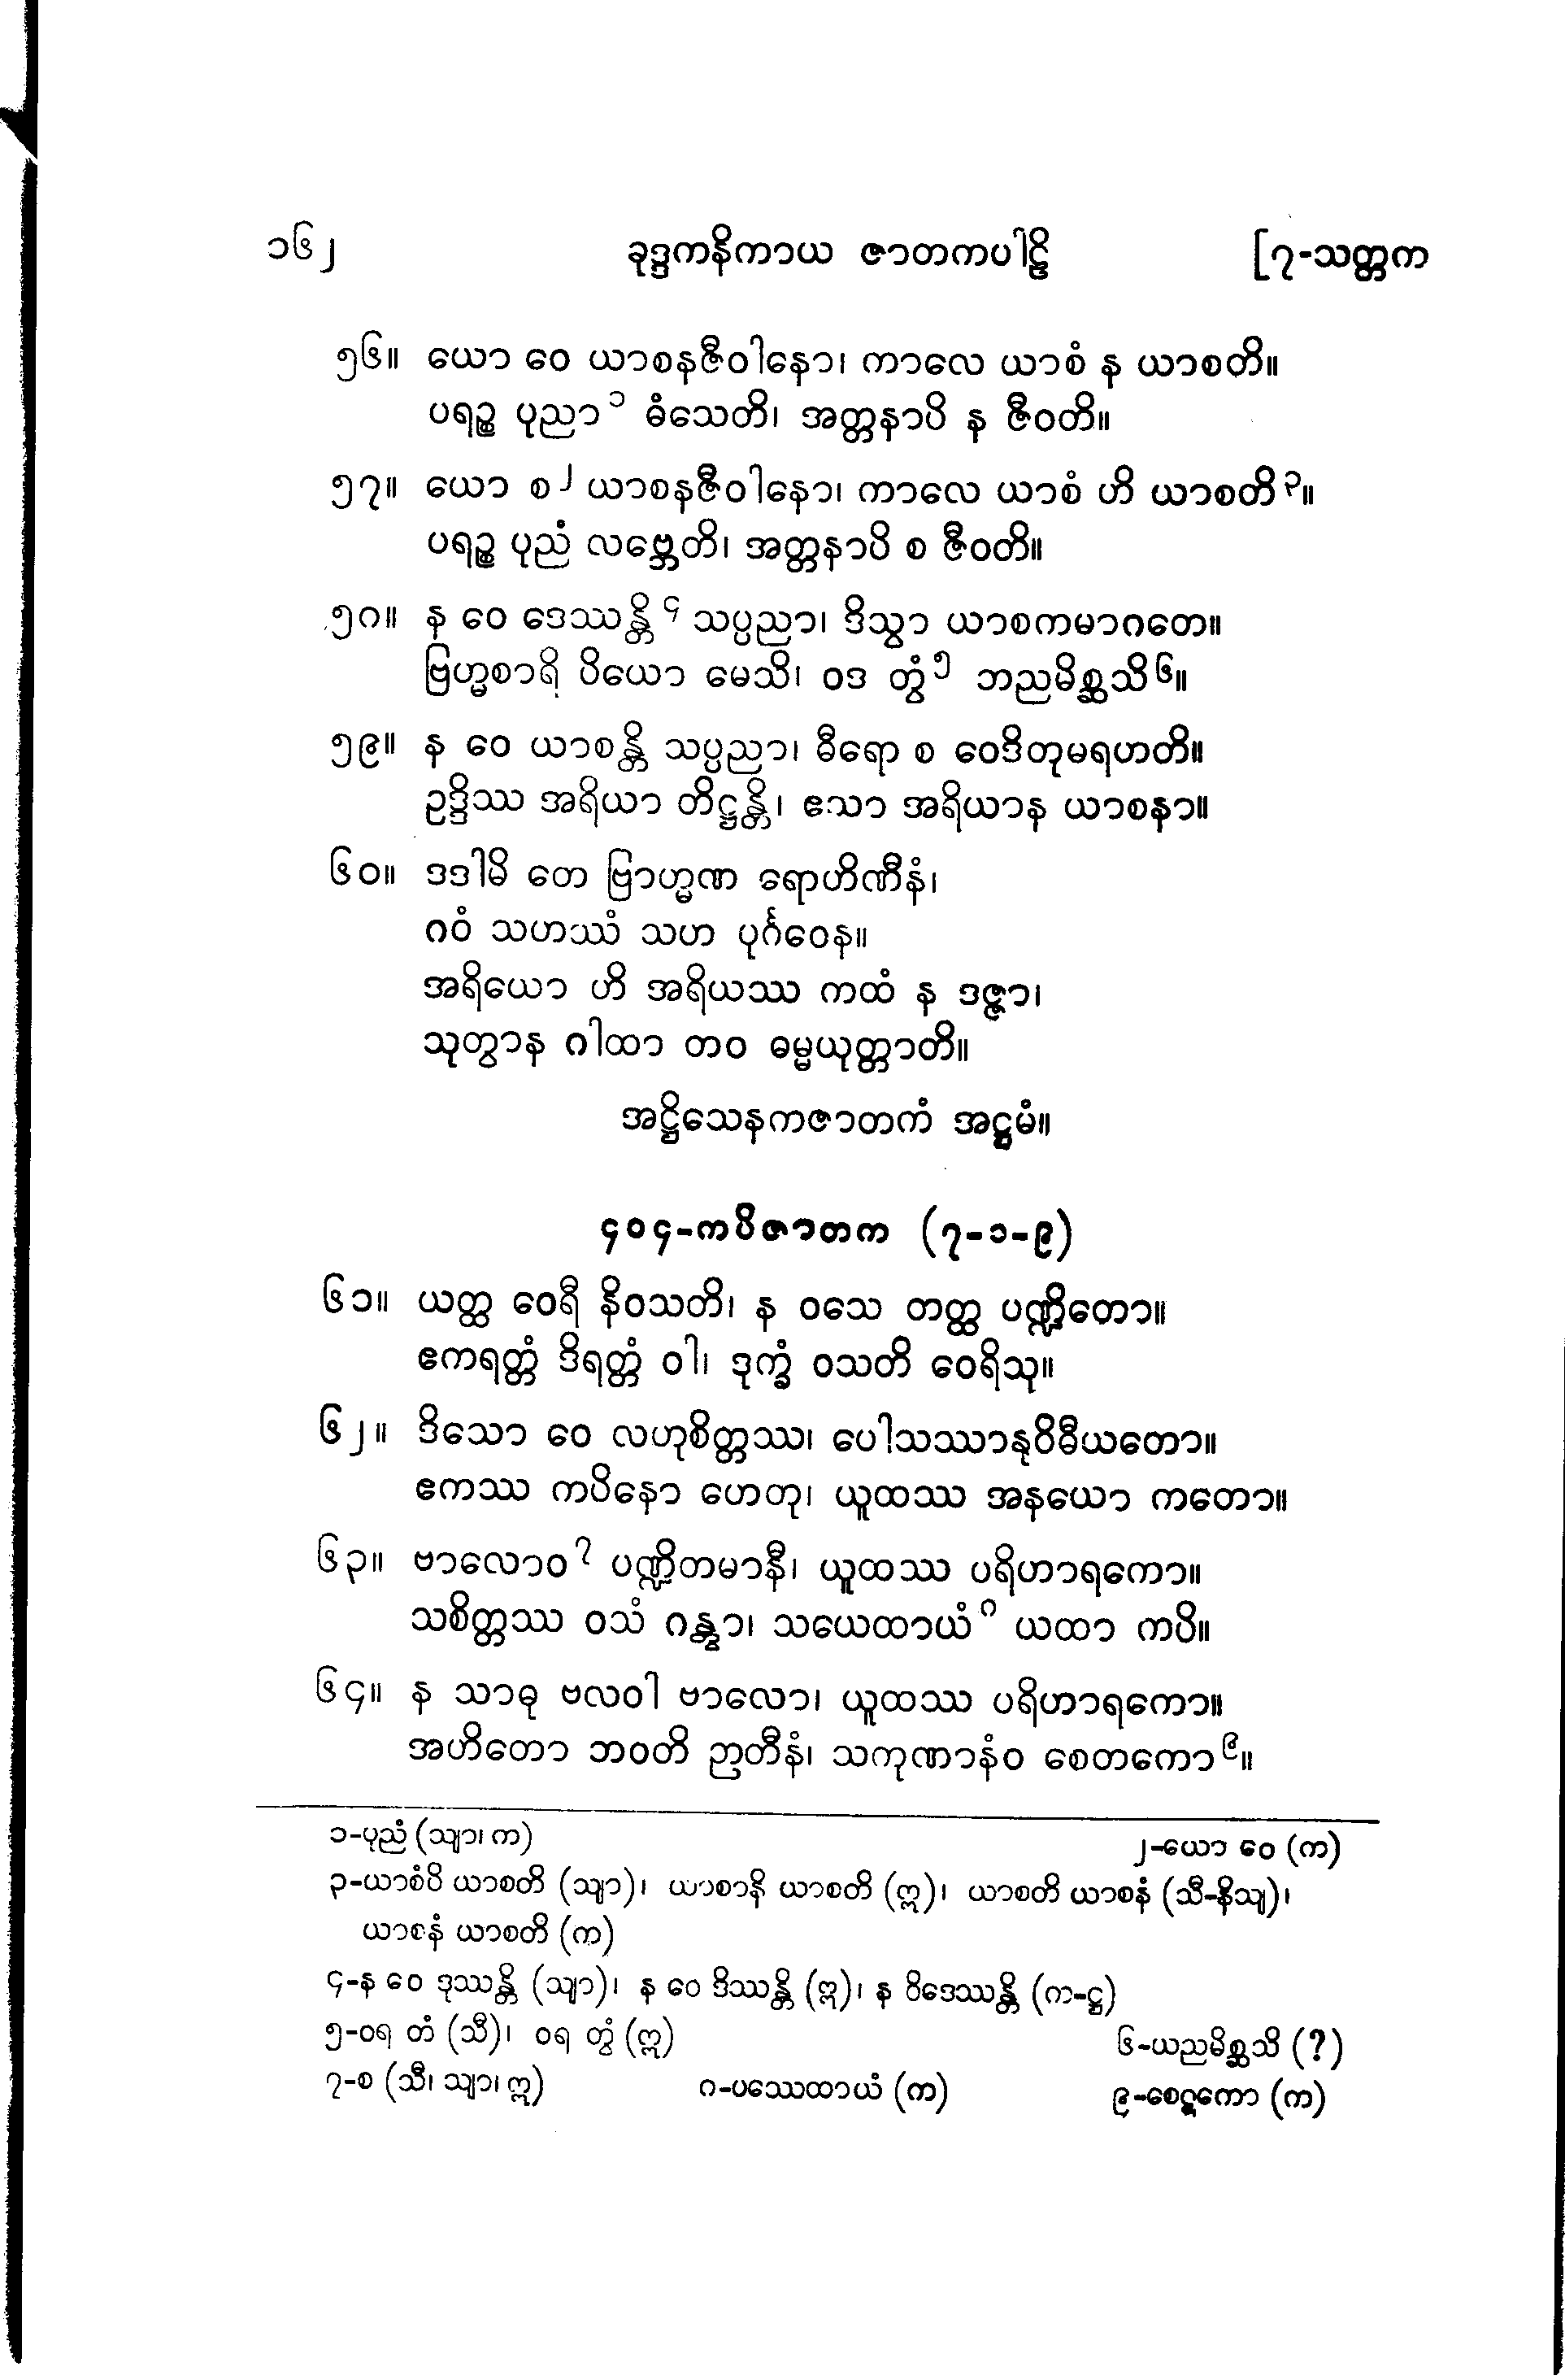 ၁၆၂ ခုဒ္ဒကနိကာယ ဇာတကပါဠိ [၇-သတ္တက
၅၆။ ယော ဝေ ယာစနဇီဝါနော၊ ကာလေ ယာစံ န ယာစတိ။
ပရဉ္စ ပုညာ၁ ဓံသေတိ၊ အတ္တနာပိ န ဇီဝတိ။
၅၇။ ယော စ၂ ယာစနဇီဝါနော၊ ကာလေ ယာစံ ဟိ ယာစတိ၃။
ပရဉ္စ ပုညံ လဗ္ဘေတိ၊ အတ္တနာပိ စ ဇီဝတိ။
၅၈။ န ဝေ ဒေဿန္တိ၄ သပ္ပညာ၊ ဒိသွာ ယာစကမာဂတေ။
ဗြဟ္မစာရိ ပိယော မေသိ၊ ဝဒ တွံ၅ ဘညမိစ္ဆသိ၆။
၅၉။ န ဝေ ယာစန္တိ သပ္ပညာ၊ ဓီရော စ ဝေဒိတုမရဟတိ။
ဥဒ္ဒိဿ အရိယာ တိဋ္ဌန္တိ၊ ဧသာ အရိယာန ယာစနာ။
၆၀။ ဒဒါမိ တေ ဗြာဟ္မဏ ရောဟိဏီနံ၊
ဂဝံ သဟဿံ သဟ ပုင်္ဂဝေန။
အရိယော ဟိ အရိယဿ ကထံ န ဒဇ္ဇာ၊
သုတွာန ဂါထာ တဝ ဓမ္မယုတ္တာတိ။
အဋ္ဌိသေနကဇာတကံ အဋ္ဌမံ။
၄၀၄-ကပိဇာတက (၇-၁-၉)
၆၁။ ယတ္ထ ဝေရီ နိဝသတိ၊ န ဝသေ တတ္ထ ပဏ္ဍိတော။
ဧကရတ္တံ ဒိရတ္တံ ဝါ၊ ဒုက္ခံ ဝသတိ ဝေရိသု။
၆၂။ ဒိသော ဝေ လဟုစိတ္တဿ၊ ပေါသဿာနုဝိဓီယတော။
ဧကဿ ကပိနော ဟေတု၊ ယူထဿ အနယော ကတော။
၆၃။ ဗာလောဝ၇ ပဏ္ဍိတမာနီ၊ ယူထဿ ပရိဟာရကော။
သစိတ္တဿ ဝသံ ဂန္တွာ၊ သယေထာယံ၈ ယထာ ကပိ။
၆၄။ န သာဓု ဗလဝါ ဗာလော၊ ယူထဿ ပရိဟာရကော။
အဟိတော ဘဝတိ ဉာတီနံ၊ သကုဏာနံဝ စေတကော၉။
၁-ပုညံ (သျာ၊ က) ၂-ယော ဝေ (က)
၃-ယာစံပိ ယာစတိ (သျာ)၊ ယာစာနိ ယာစတိ (ဣ)၊ ယာစတိ ယာစနံ (သီ-နိသျ)၊
ယာစနံ ယာစတိ (က)
၄-န ဝေ ဒုဿန္တိ (သျာ)၊ န ဝေ ဒိဿန္တိ (ဣ)၊ န ဝိဒေဿန္တိ (က-ဋ္ဌ)
၅-ဝရ တံ (သီ)၊ ဝရ တွံ (ဣ) ၆-ယညမိစ္ဆသိ (?)
၇-စ (သီ၊ သျာ၊ ဣ) ၈-ပဿေထာယံ (က) ၉-စေဋကော (က)